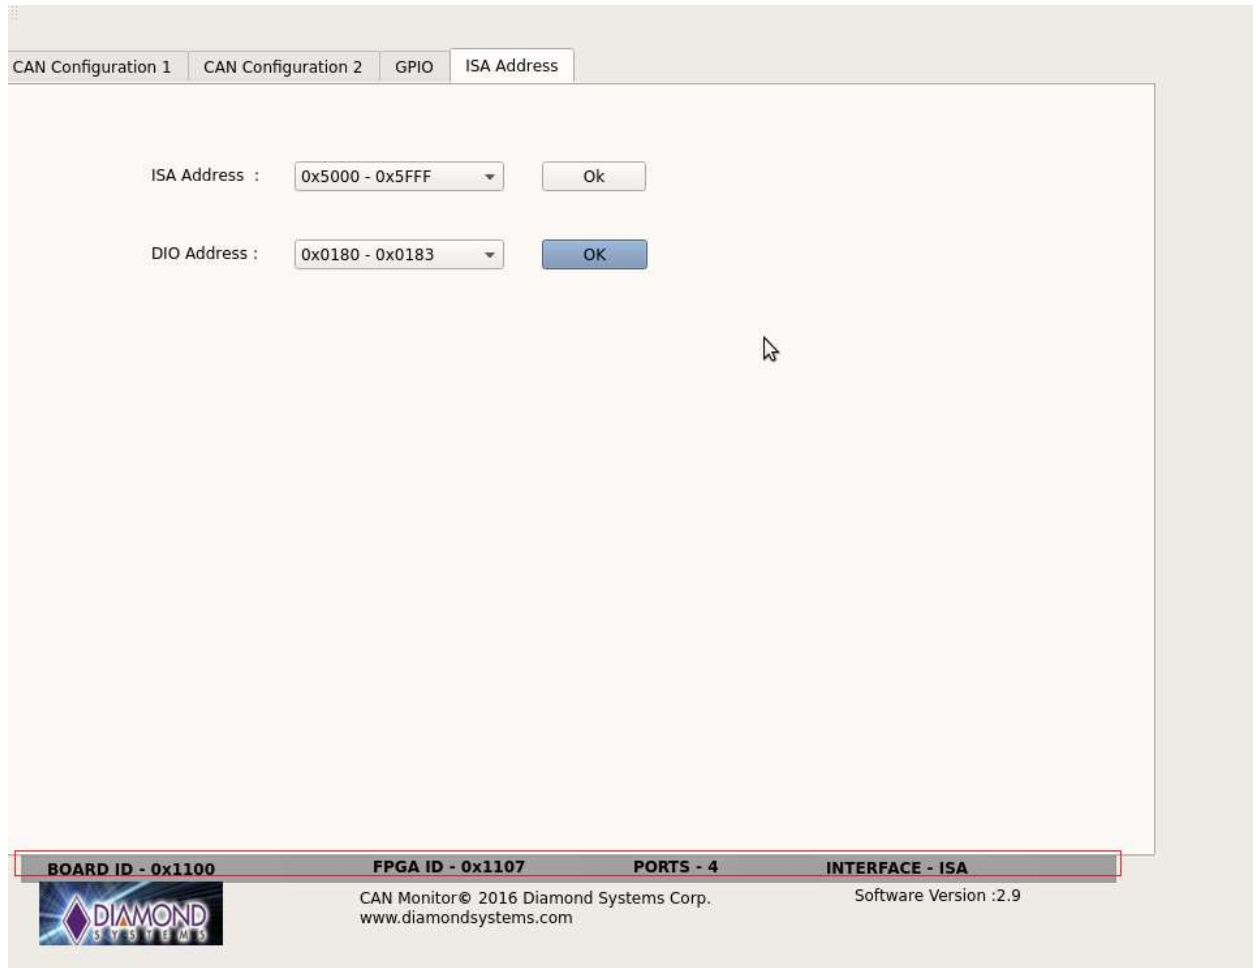 CAN Configuration 1 CAN Configuration 2 GPIO ISA Address
ISA Address : 0x5000 - 0x5FFF Ok
DIO Address : 0x0180 - 0x0183 OK
BOARD ID - 0x1100 FPGA ID - 0x1107 PORTS - 4 INTERFACE - ISA
DIAMOND
SYSTEMS
CAN Monitor© 2016 Diamond Systems Corp.
www.diamondsystems.com
Software Version :2.9